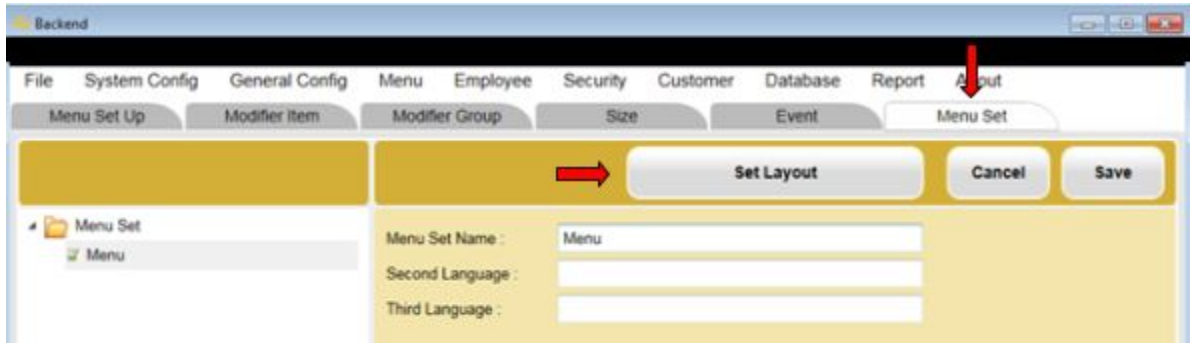 Backend
File System Config General Config Menu Employee Security Customer Database Report About
Menu Set Up Modifier Item Modifier Group Size Event Menu Set
Set Layout Cancel Save
Menu Set
Menu
Menu Set Name : Menu
Second Language :
Third Language :